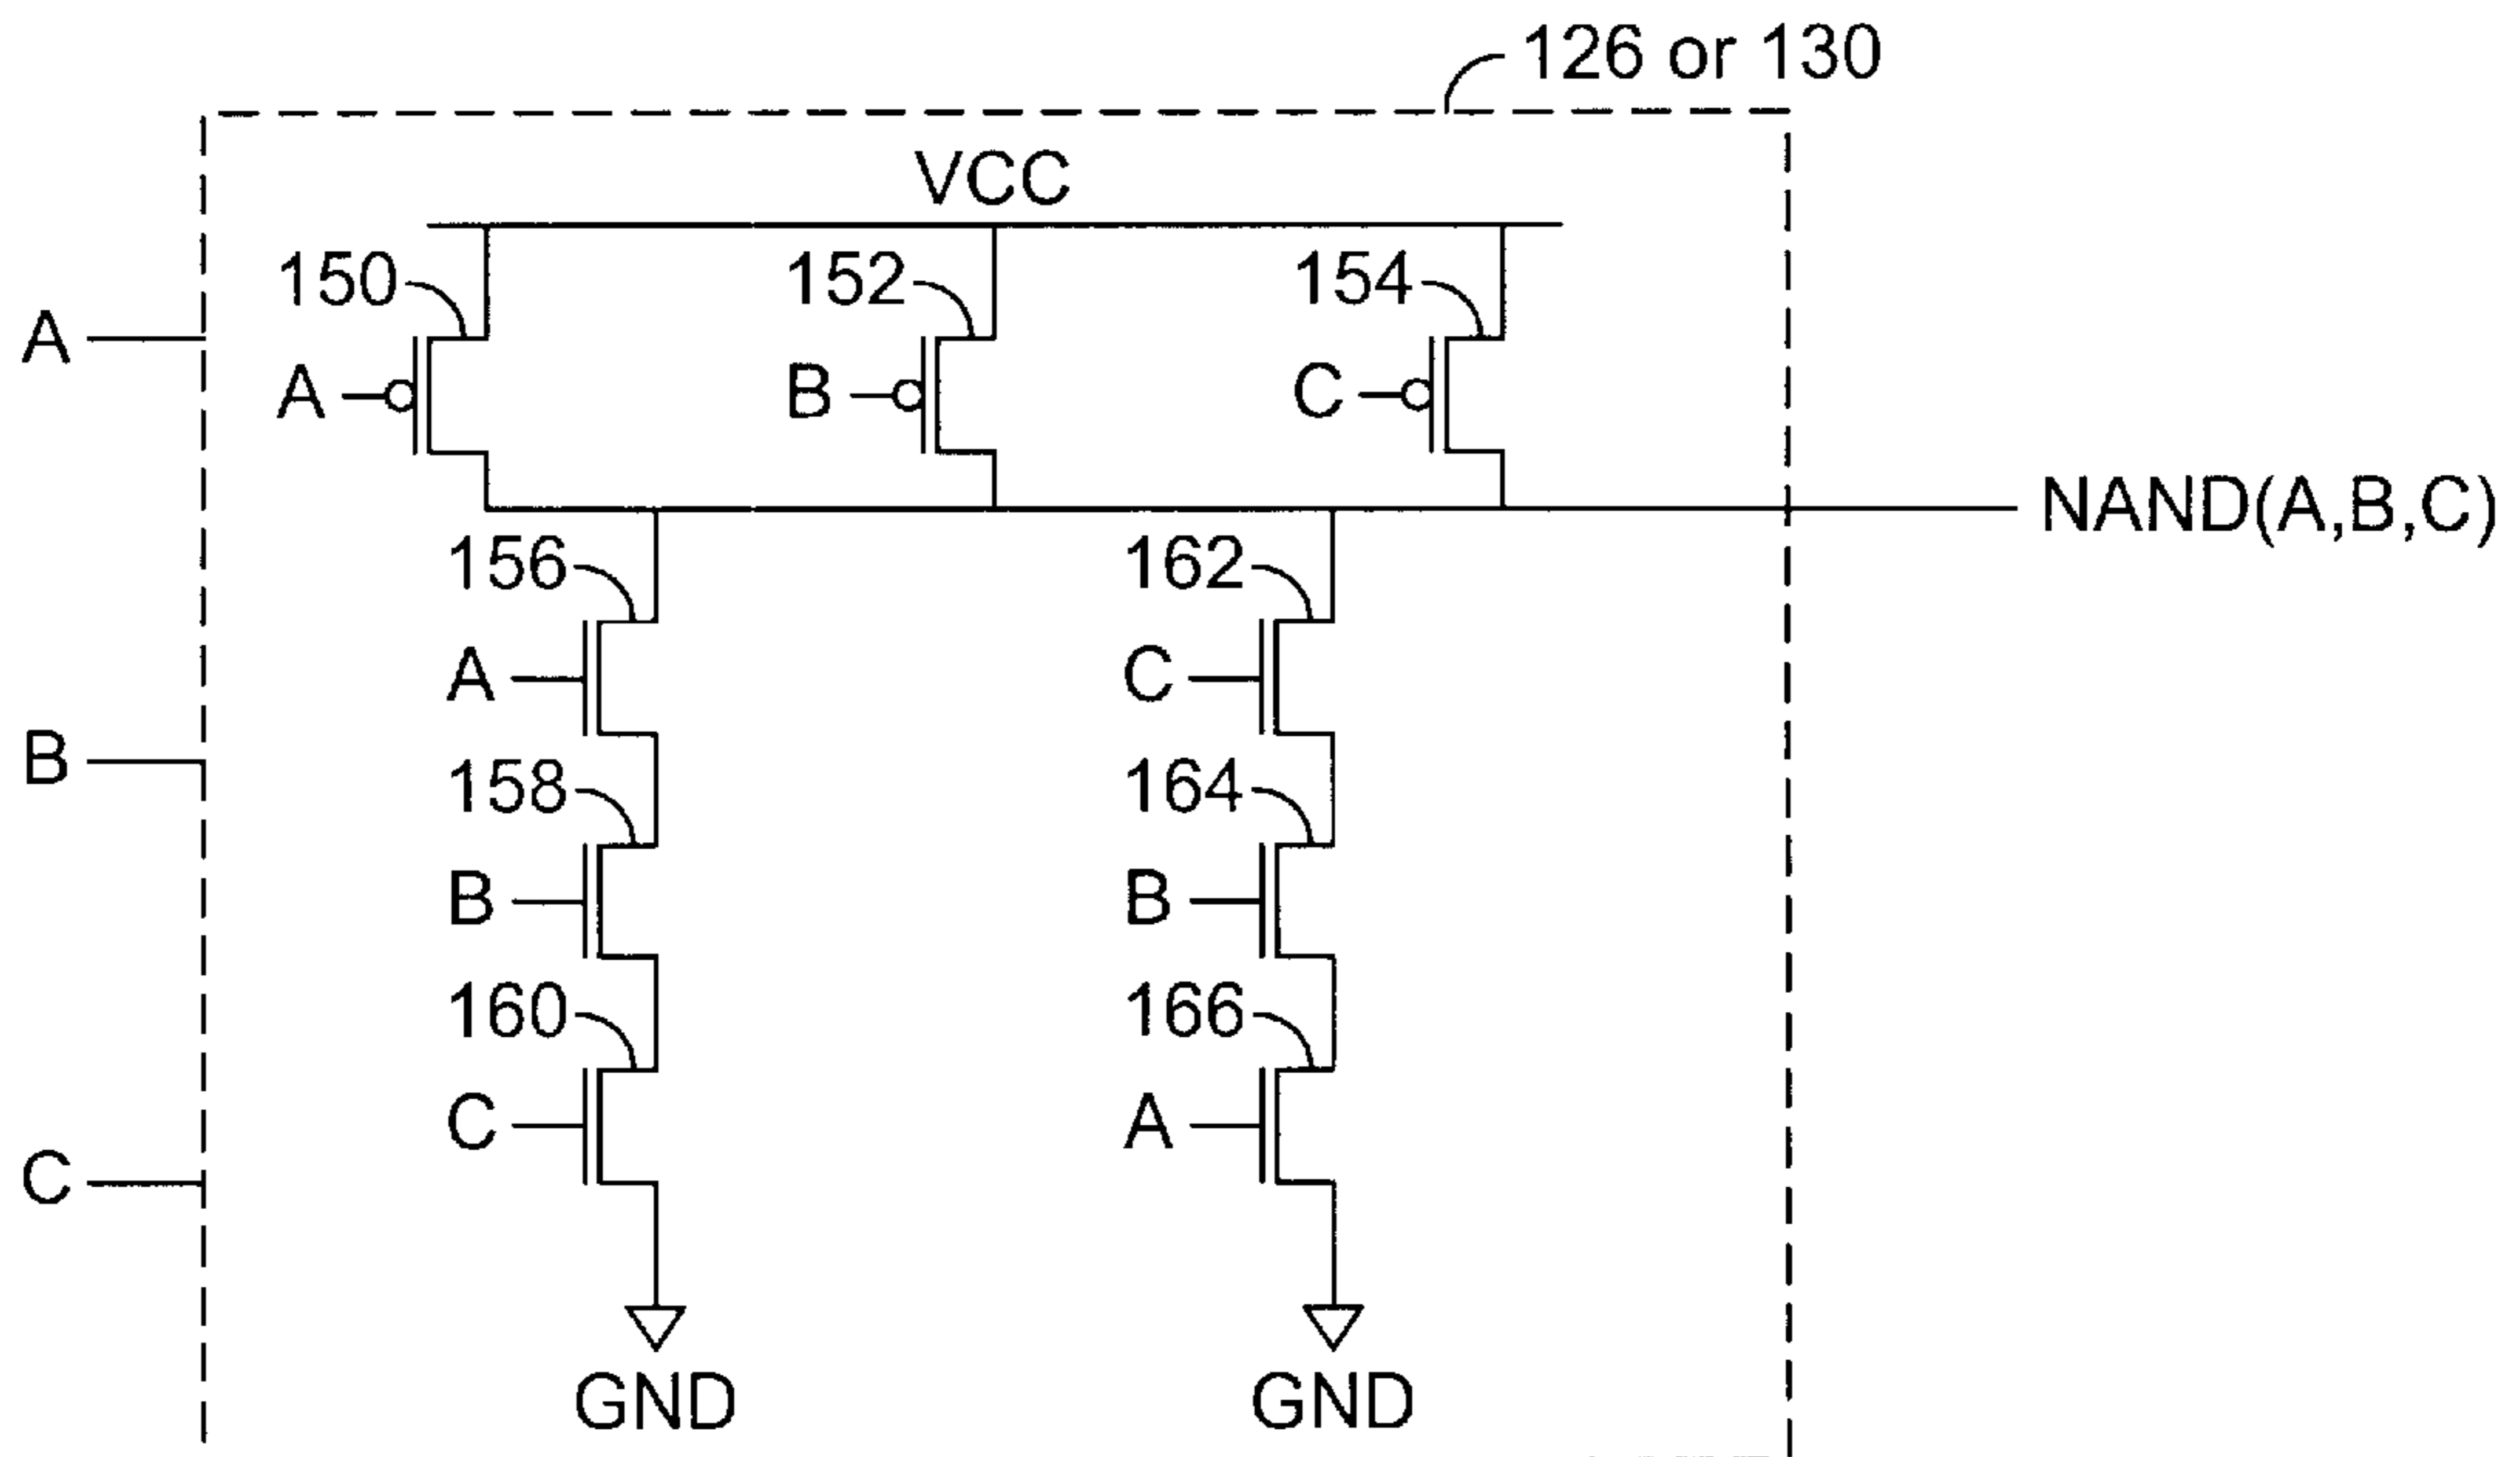 126 or 130
VCC
150
152
154
A
A
B
C
NAND(A,B,C)
156
162
A
C
B
158
164
B
B
160
166
C
C
A
GND
GND